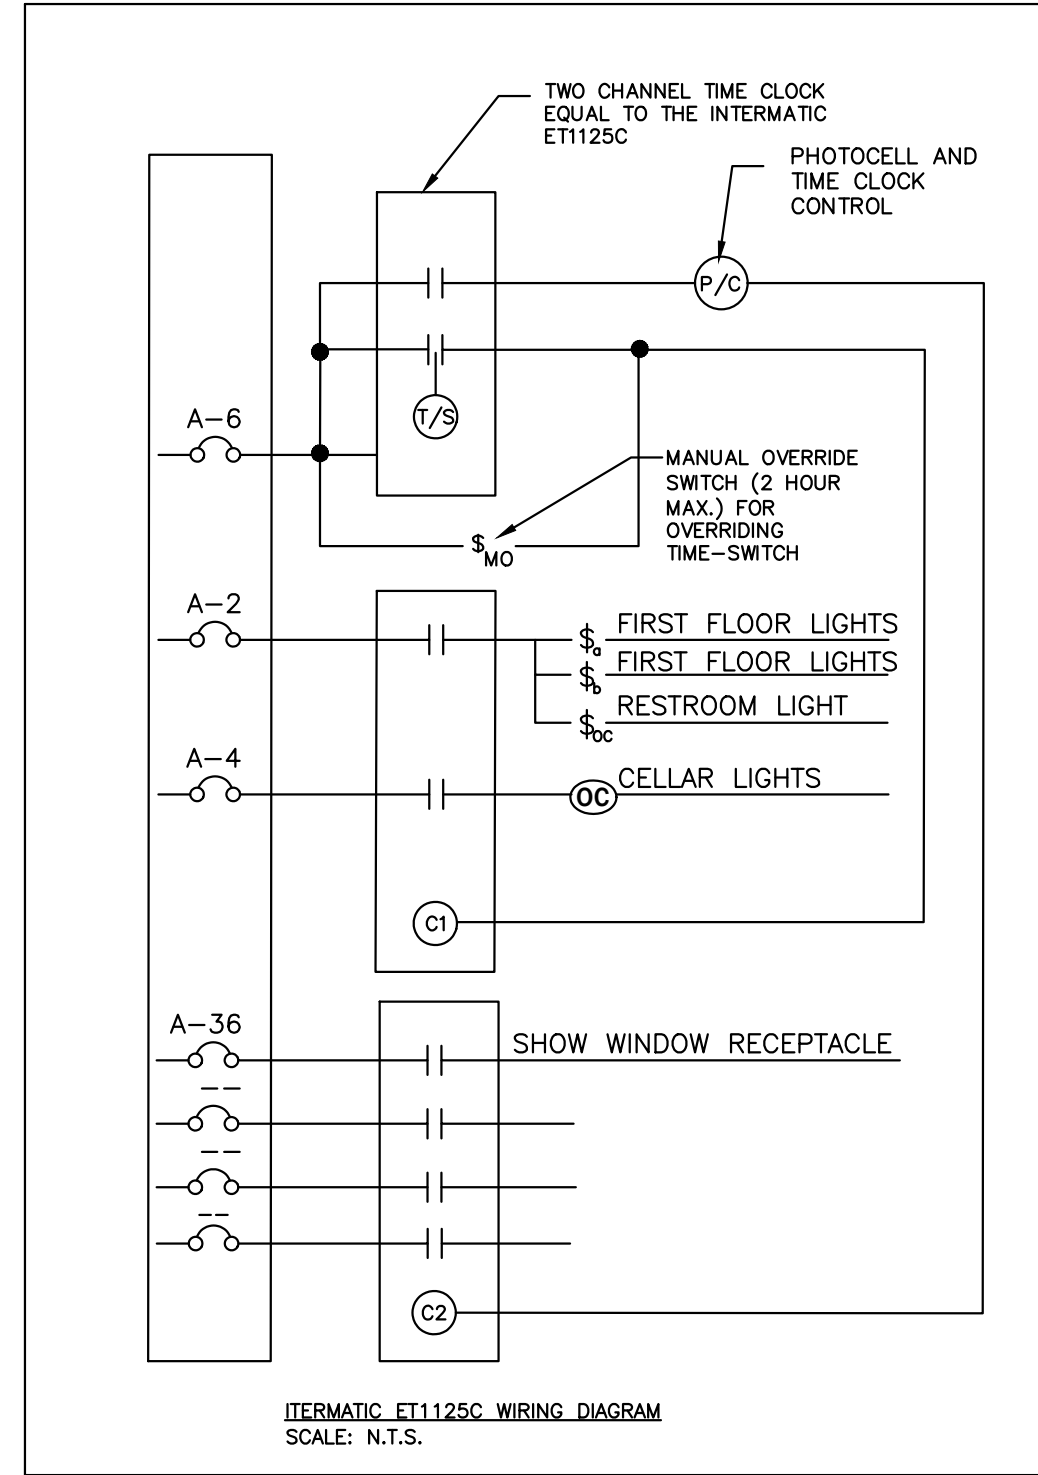 TWO CHANNEL TIME CLOCK
EQUAL TO THE INTERMATIC
ET1125C
PHOTOCELL AND
TIME CLOCK
CONTROL
P/C
T/S
A-6
MANUAL OVERRIDE
SWITCH (2 HOUR
MAX.) FOR
OVERRIDING
TIME-SWITCH
$MO
A-2
$a FIRST FLOOR LIGHTS
$b FIRST FLOOR LIGHTS
$OC RESTROOM LIGHT
A-4
OC CELLAR LIGHTS
C1
A-36
SHOW WINDOW RECEPTACLE
--
--
--
C2
ITERMATIC ET1125C WIRING DIAGRAM
SCALE: N.T.S.